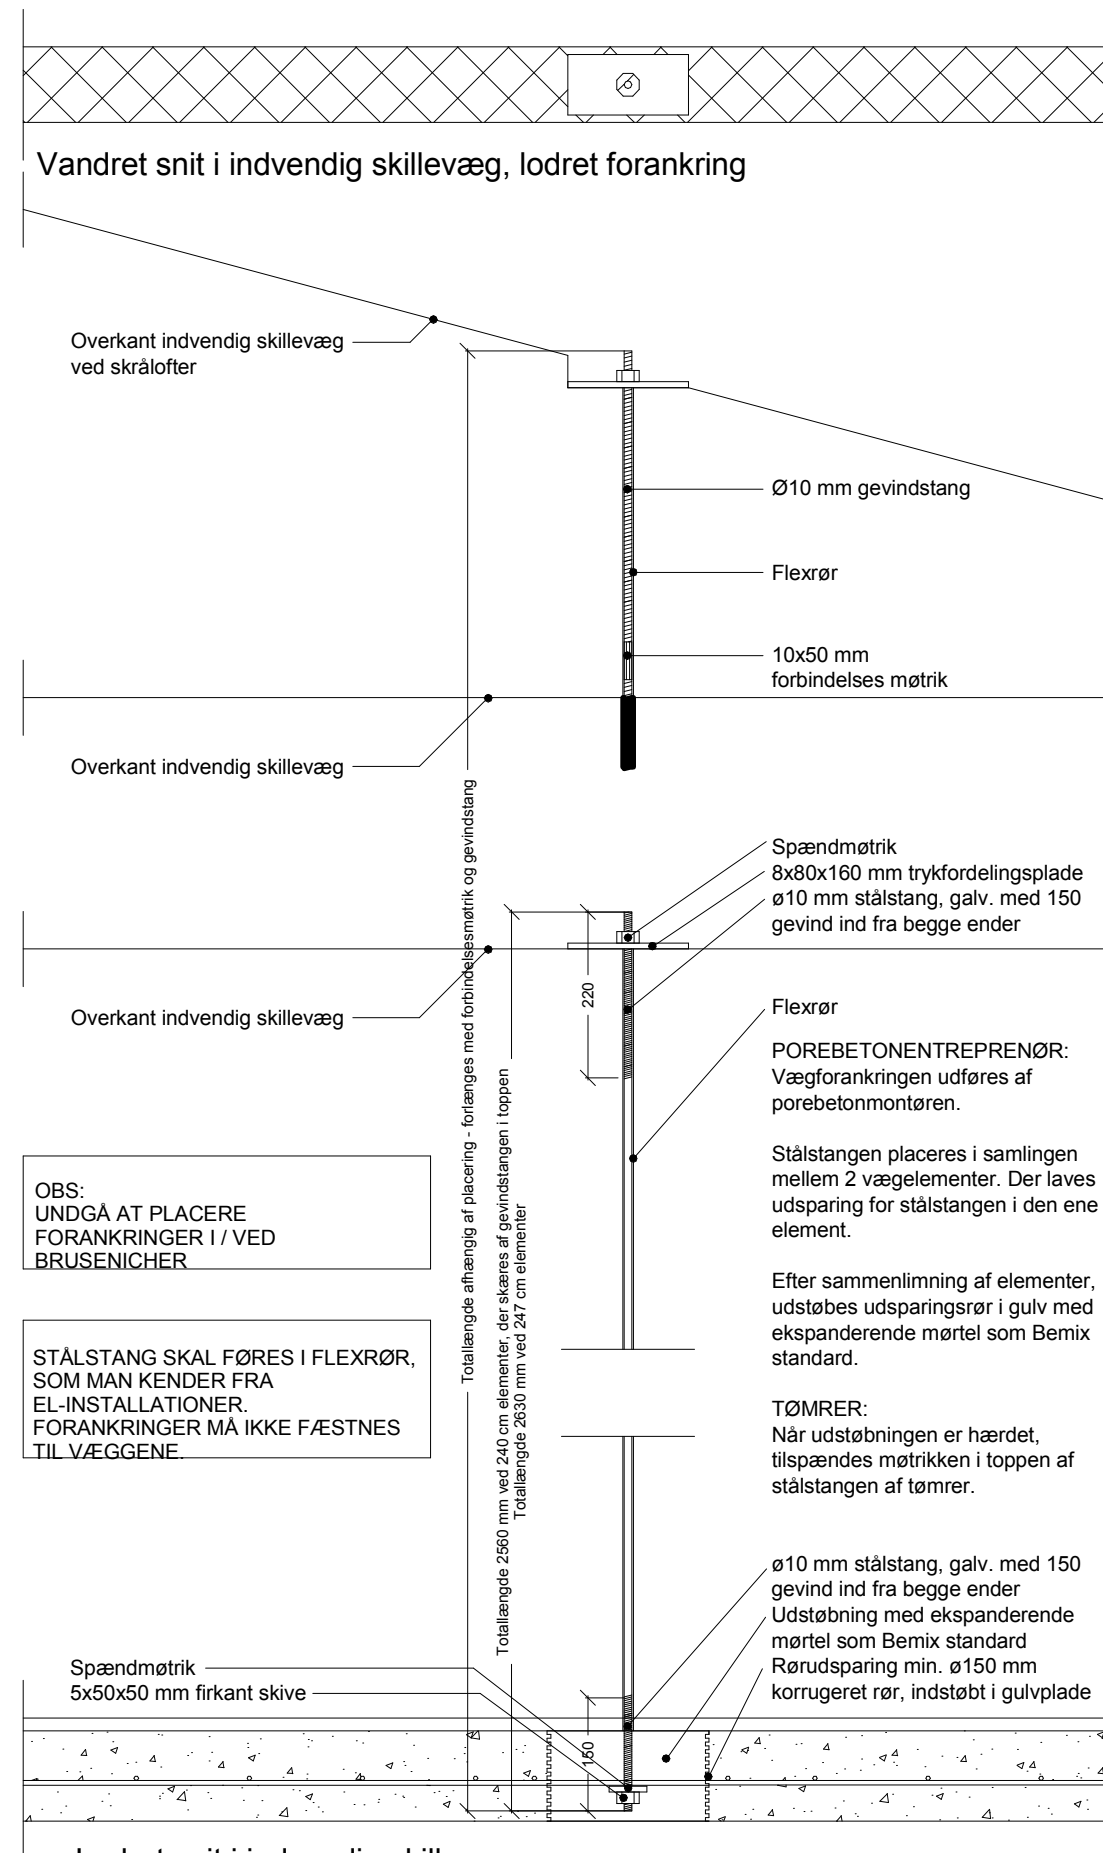 Vandret snit i indvendig skillevæg, lodret forankring
Overkant indvendig skillevæg
ved skrålofter
Ø10 mm gevindstang
Flexrør
10x50 mm
forbindelses møtrik
Overkant indvendig skillevæg
Totallængde afhængig af placering - forlænges med forbindelsesmøtrik og gevindstang
Spændmøtrik
8x80x160 mm trykfordelingsplade
ø10 mm stålstang, galv. med 150
gevind ind fra begge ender
220
Overkant indvendig skillevæg
Flexrør
POREBETONENTREPRENØR:
Vægforankringen udføres af
porebetonmontøren.
Stålstangen placeres i samlingen
mellem 2 vægelementer. Der laves
udsparing for stålstangen i den ene
element.
Efter sammenlimning af elementer,
udstøbes udsparingsrør i gulv med
ekspanderende mørtel som Bemix
standard.
TØMRER:
Når udstøbningen er hærdet,
tilspændes møtrikken i toppen af
stålstangen af tømrer.
OBS:
UNDGÅ AT PLACERE
FORANKRINGER I / VED
BRUSENICHER
STÅLSTANG SKAL FØRES I FLEXRØR,
SOM MAN KENDER FRA
EL-INSTALLATIONER.
FORANKRINGER MÅ IKKE FÆSTNES
TIL VÆGGENE.
Totallængde 2560 mm ved 240 cm elementer, der skæres af gevindstangen i toppen
Totallængde 2630 mm ved 247 cm elementer
ø10 mm stålstang, galv. med 150
gevind ind fra begge ender
Udstøbning med ekspanderende
mørtel som Bemix standard
Rørudsparing min. ø150 mm
korrugeret rør, indstøbt i gulvplade
Spændmøtrik
5x50x50 mm firkant skive
150